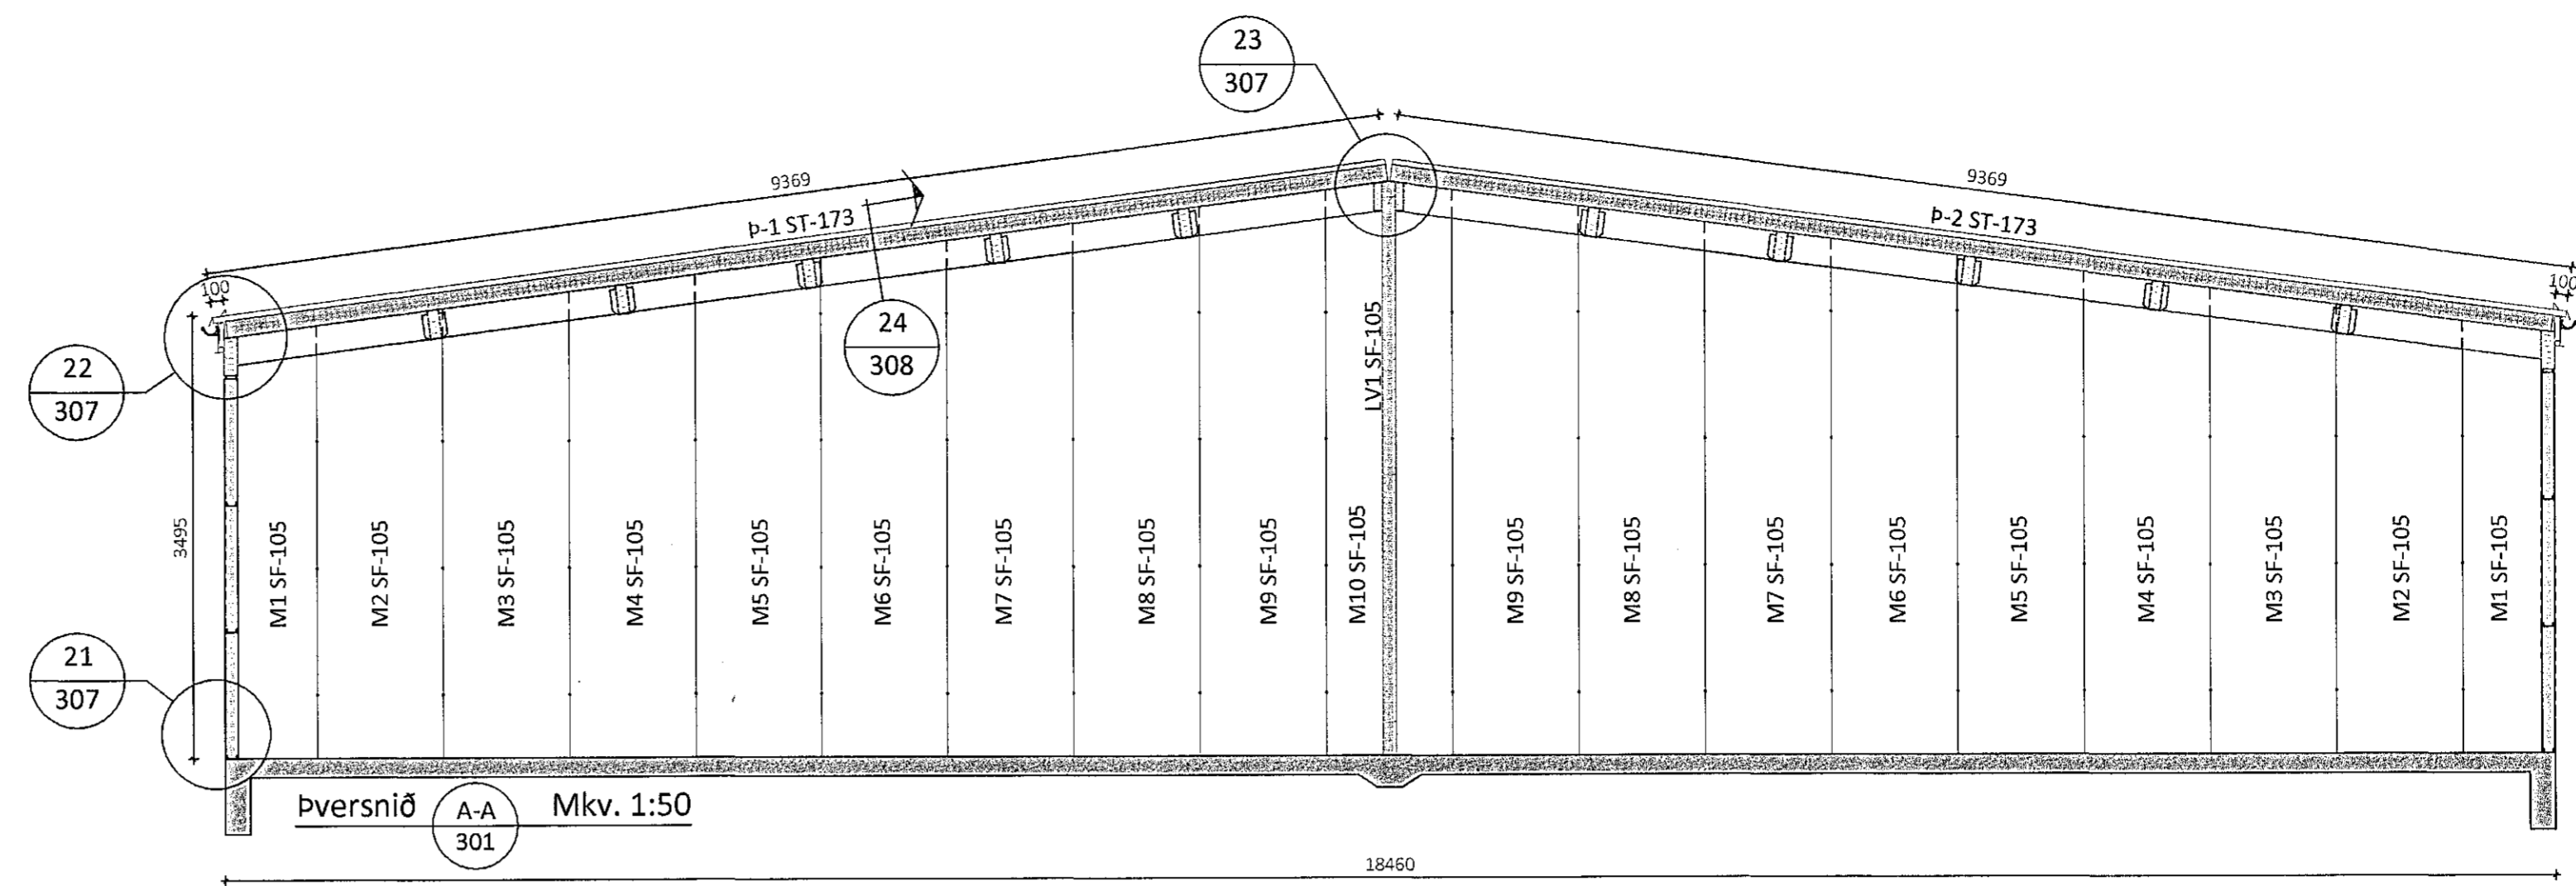 23
307
9369
9369
Þ-1 ST-173
Þ-2 ST-173
100
100
22
307
24
308
LV1 SF-105
3495
M1 SF-105
M2 SF-105
M3 SF-105
M4 SF-105
M5 SF-105
M6 SF-105
M7 SF-105
M8 SF-105
M9 SF-105
M10 SF-105
M9 SF-105
M8 SF-105
M7 SF-105
M6 SF-105
M5 SF-105
M4 SF-105
M3 SF-105
M2 SF-105
M1 SF-105
21
307
Þversnið A-A Mkv. 1:50
301
18460